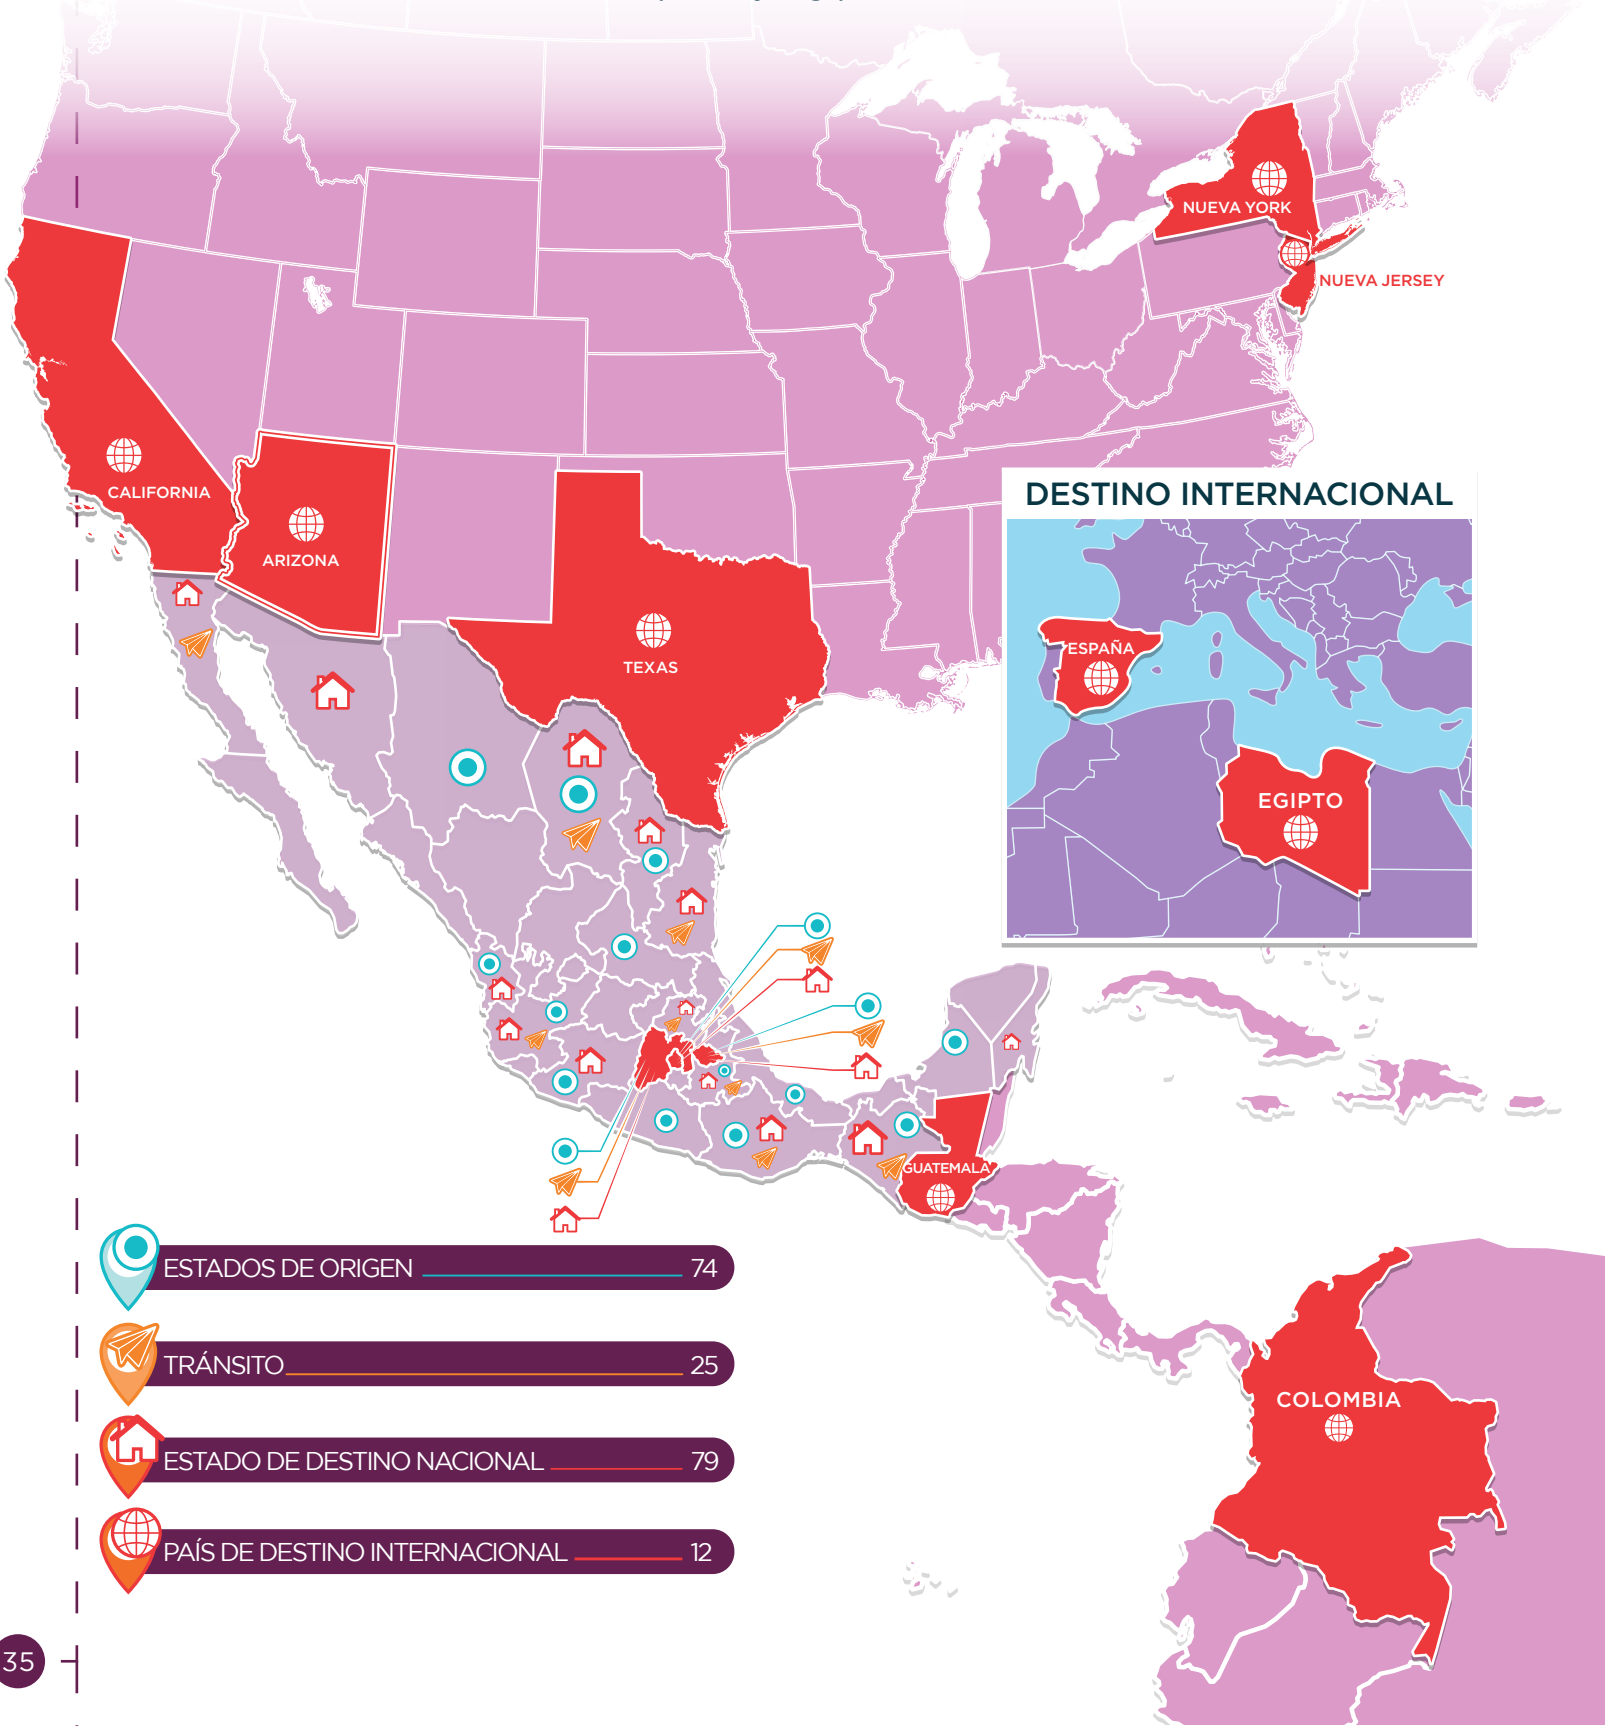 NUEVA YORK
NUEVA JERSEY
CALIFORNIA
ARIZONA
TEXAS
DESTINO INTERNACIONAL
ESPAÑA
EGIPTO
GUATEMALA
COLOMBIA
ESTADOS DE ORIGEN 74
TRÁNSITO 25
ESTADO DE DESTINO NACIONAL 79
PAÍS DE DESTINO INTERNACIONAL 12
35